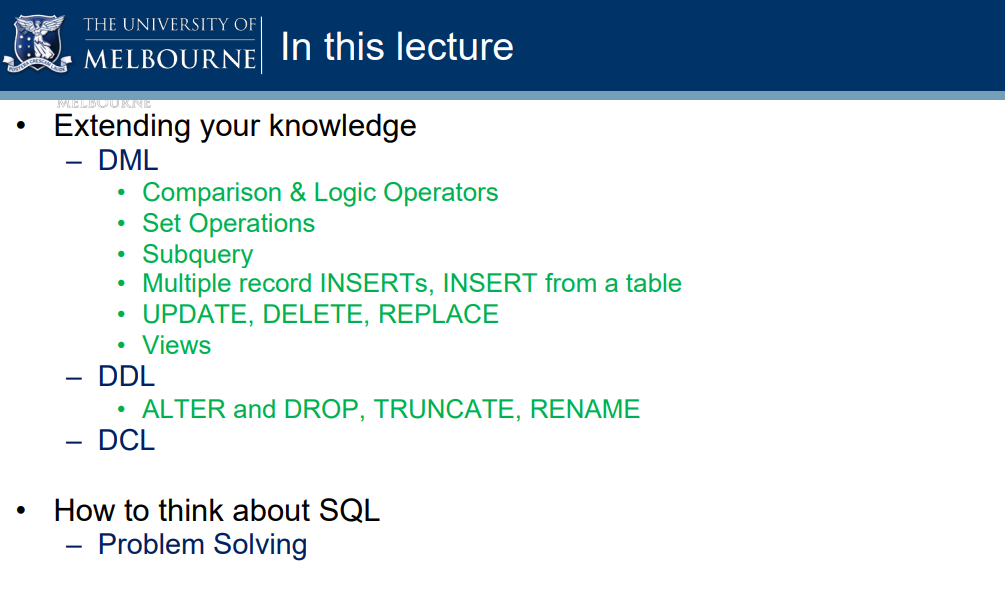 THE UNIVERSITY OF
MELBOURNE
In this lecture
MELBOURNE
• Extending your knowledge
– DML
• Comparison & Logic Operators
• Set Operations
• Subquery
• Multiple record INSERTs, INSERT from a table
• UPDATE, DELETE, REPLACE
• Views
– DDL
• ALTER and DROP, TRUNCATE, RENAME
– DCL
• How to think about SQL
– Problem Solving